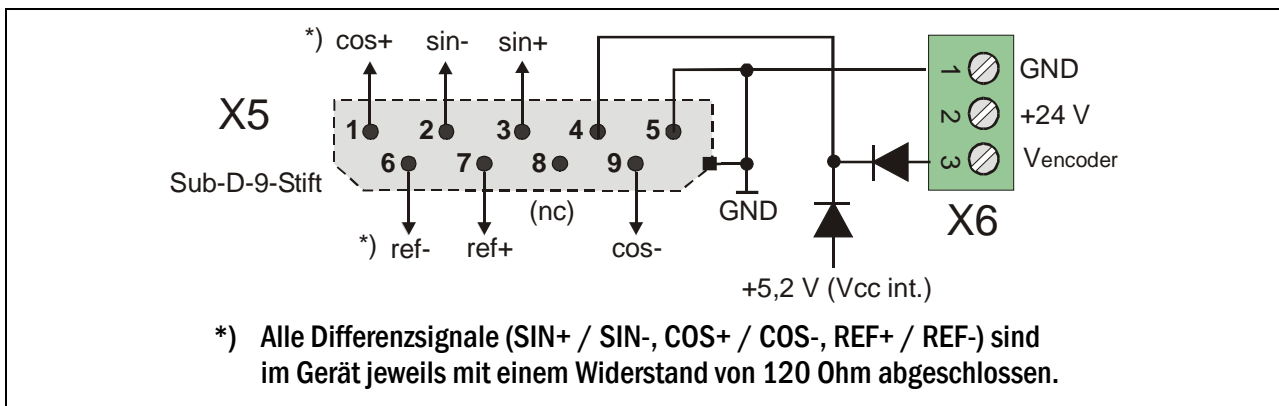 *) cos+ sin- sin+
X5
1 2 3 4 5
6 7 8 9
Sub-D-9-Stift
(nc)
*) ref- ref+ cos-
GND
+5,2 V (Vcc int.)
1 GND
2 +24 V
3 Vencoder
X6
*) Alle Differenzsignale (SIN+ / SIN-, COS+ / COS-, REF+ / REF-) sind
im Gerät jeweils mit einem Widerstand von 120 Ohm abgeschlossen.